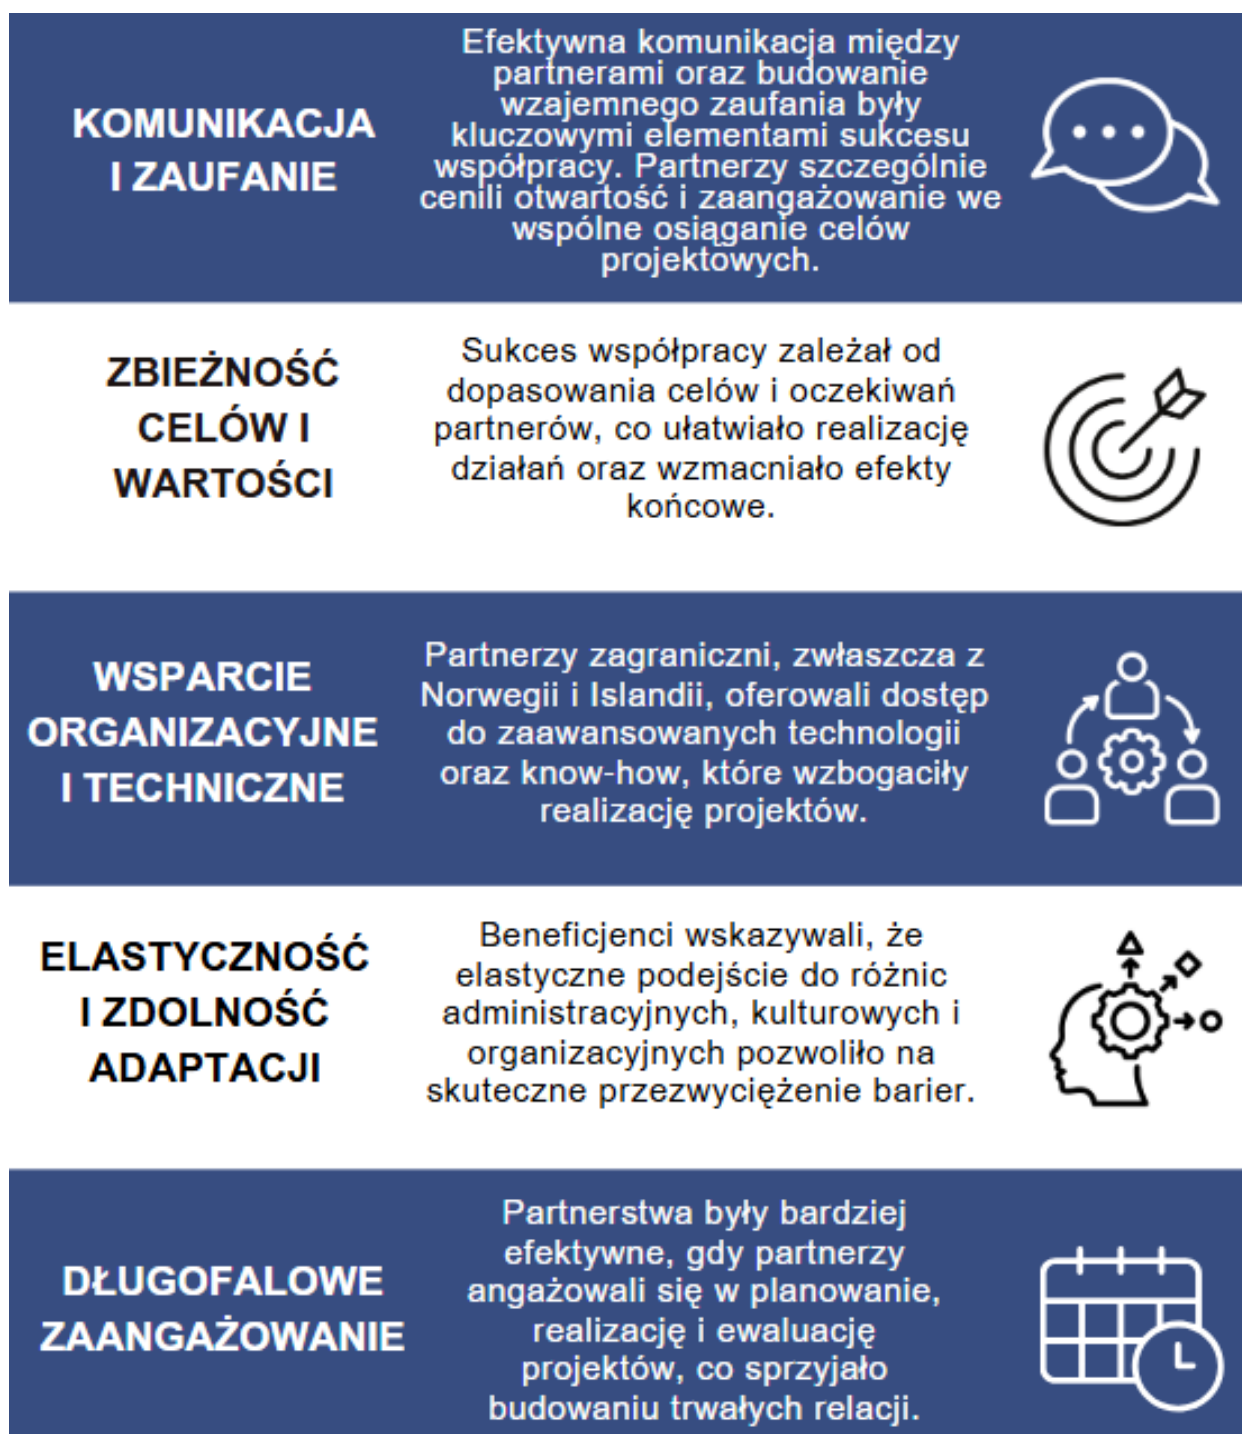 KOMUNIKACJA
I ZAUFANIE
Efektywna komunikacja między
partnerami oraz budowanie
wzajemnego zaufania były
kluczowymi elementami sukcesu
współpracy. Partnerzy szczególnie
cenili otwartość i zaangażowanie we
wspólne osiąganie celów
projektowych.
ZBIEŻNOŚĆ
CELÓW I
WARTOŚCI
Sukces współpracy zależał od
dopasowania celów i oczekiwań
partnerów, co ułatwiało realizację
działań oraz wzmacniało efekty
końcowe.
WSPARCIE
ORGANIZACYJNE
I TECHNICZNE
Partnerzy zagraniczni, zwłaszcza z
Norwegii i Islandii, oferowali dostęp
do zaawansowanych technologii
oraz know-how, które wzbogaciły
realizację projektów.
ELASTYCZNOŚĆ
I ZDOLNOŚĆ
ADAPTACJI
Beneficjenci wskazywali, że
elastyczne podejście do różnic
administracyjnych, kulturowych i
organizacyjnych pozwoliło na
skuteczne przezwyciężenie barier.
DŁUGOFALOWE
ZAANGAŻOWANIE
Partnerstwa były bardziej
efektywne, gdy partnerzy
angażowali się w planowanie,
realizację i ewaluację
projektów, co sprzyjało
budowaniu trwałych relacji.